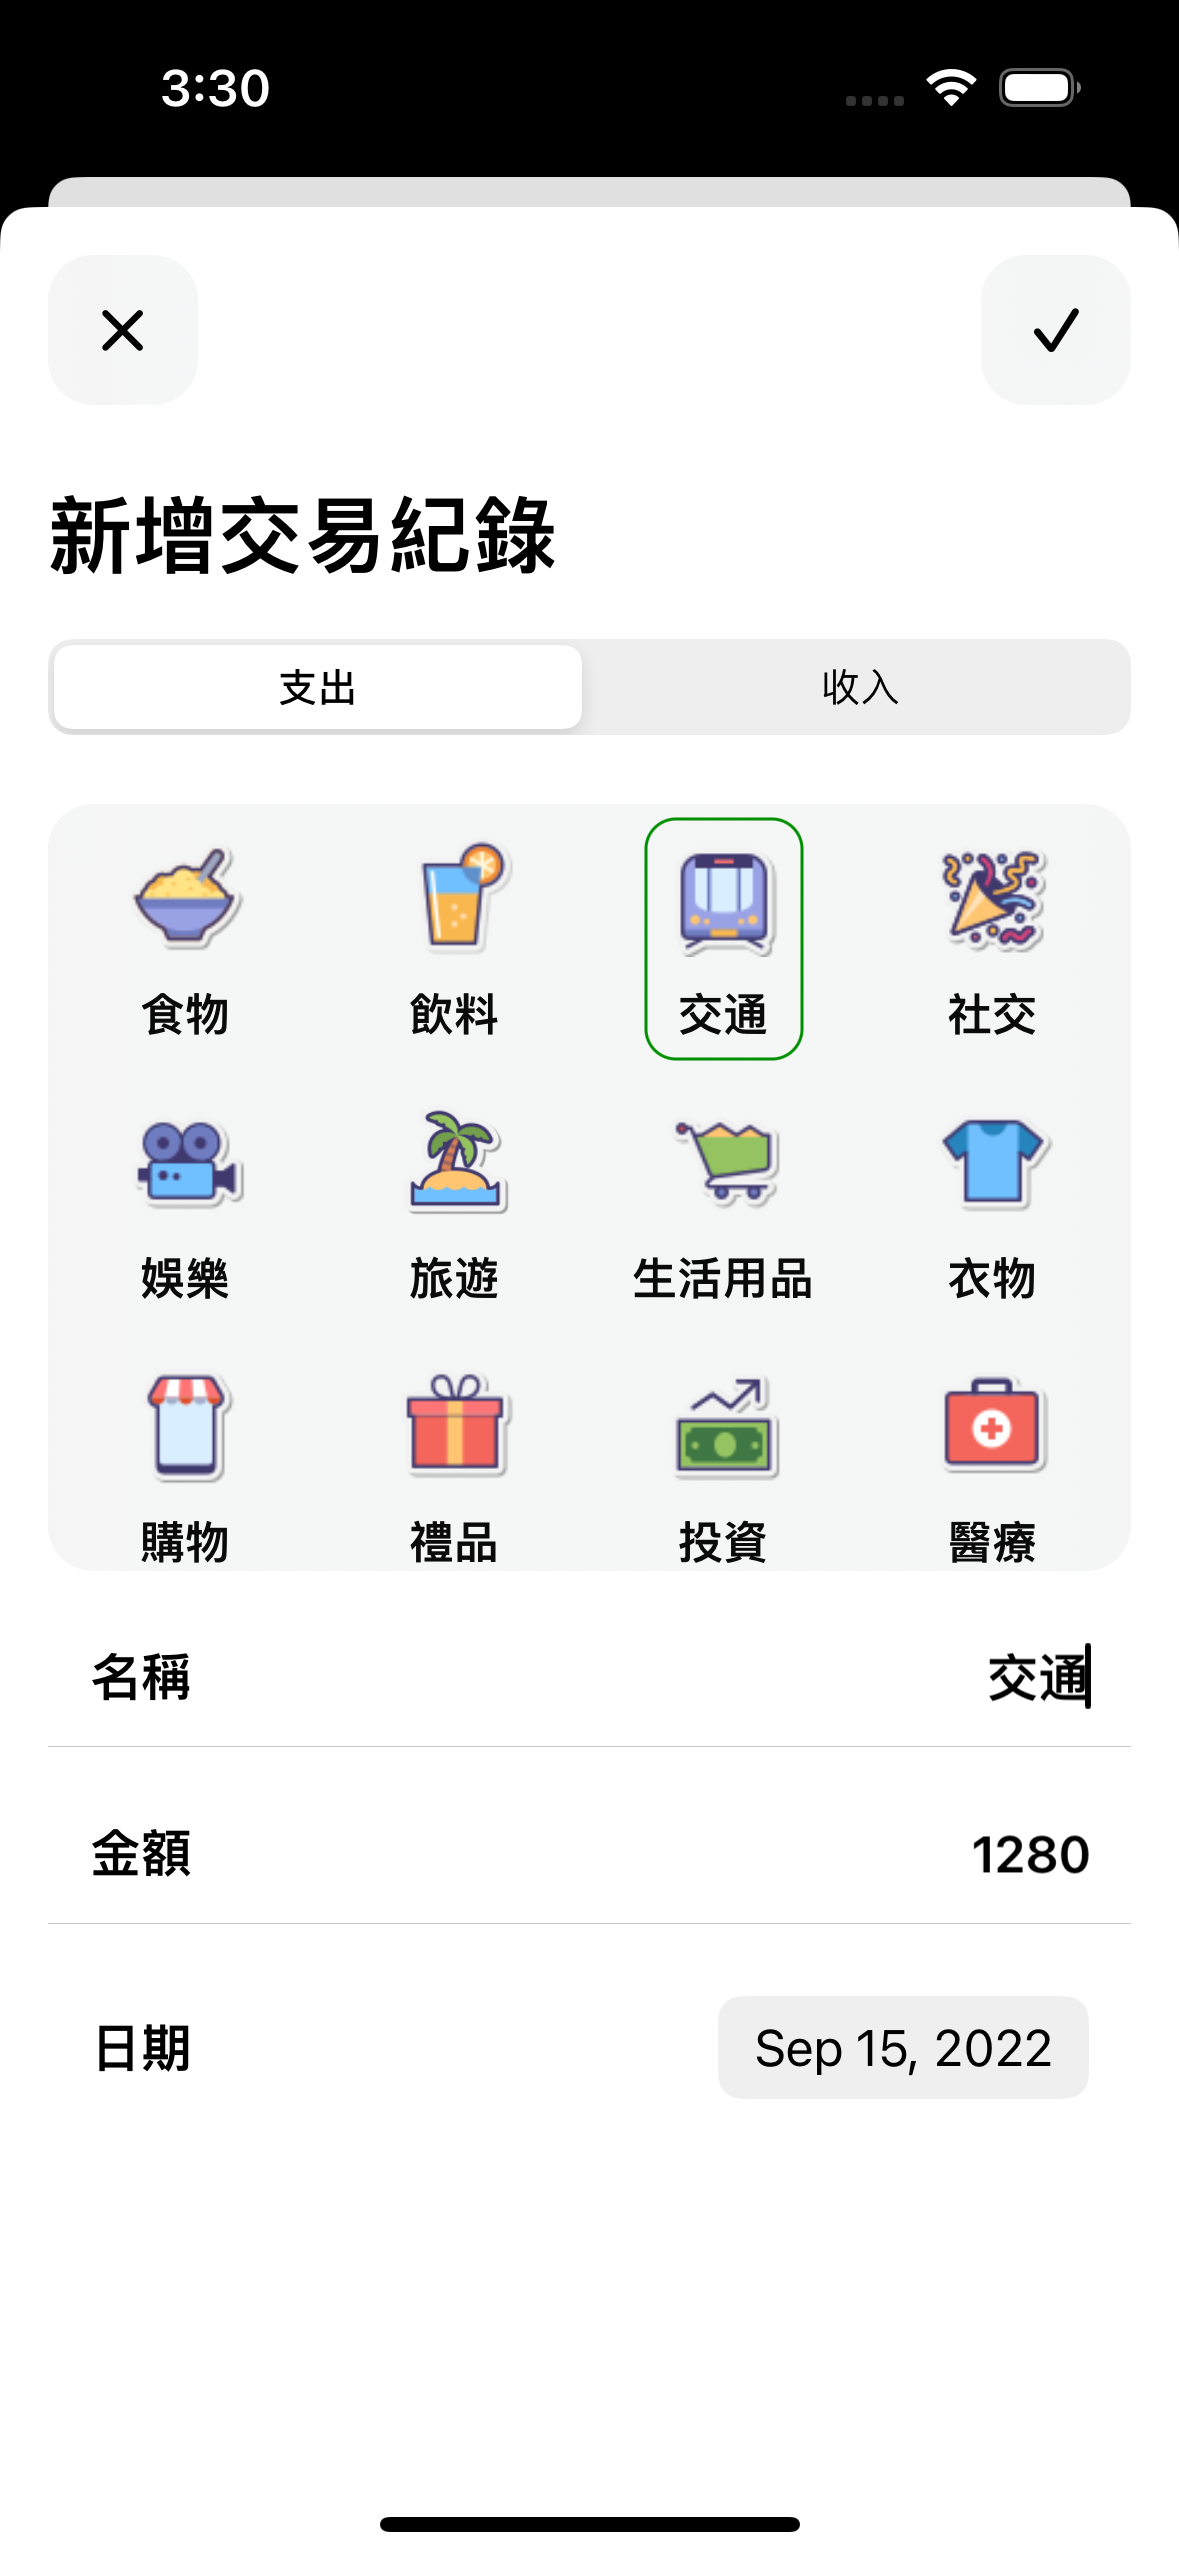 3:30
新增交易紀錄
支出 收入
食物 飲料 交通 社交
娛樂 旅遊 生活用品 衣物
購物 禮品 投資 醫療
名稱 交通
金額 1280
日期 Sep 15, 2022